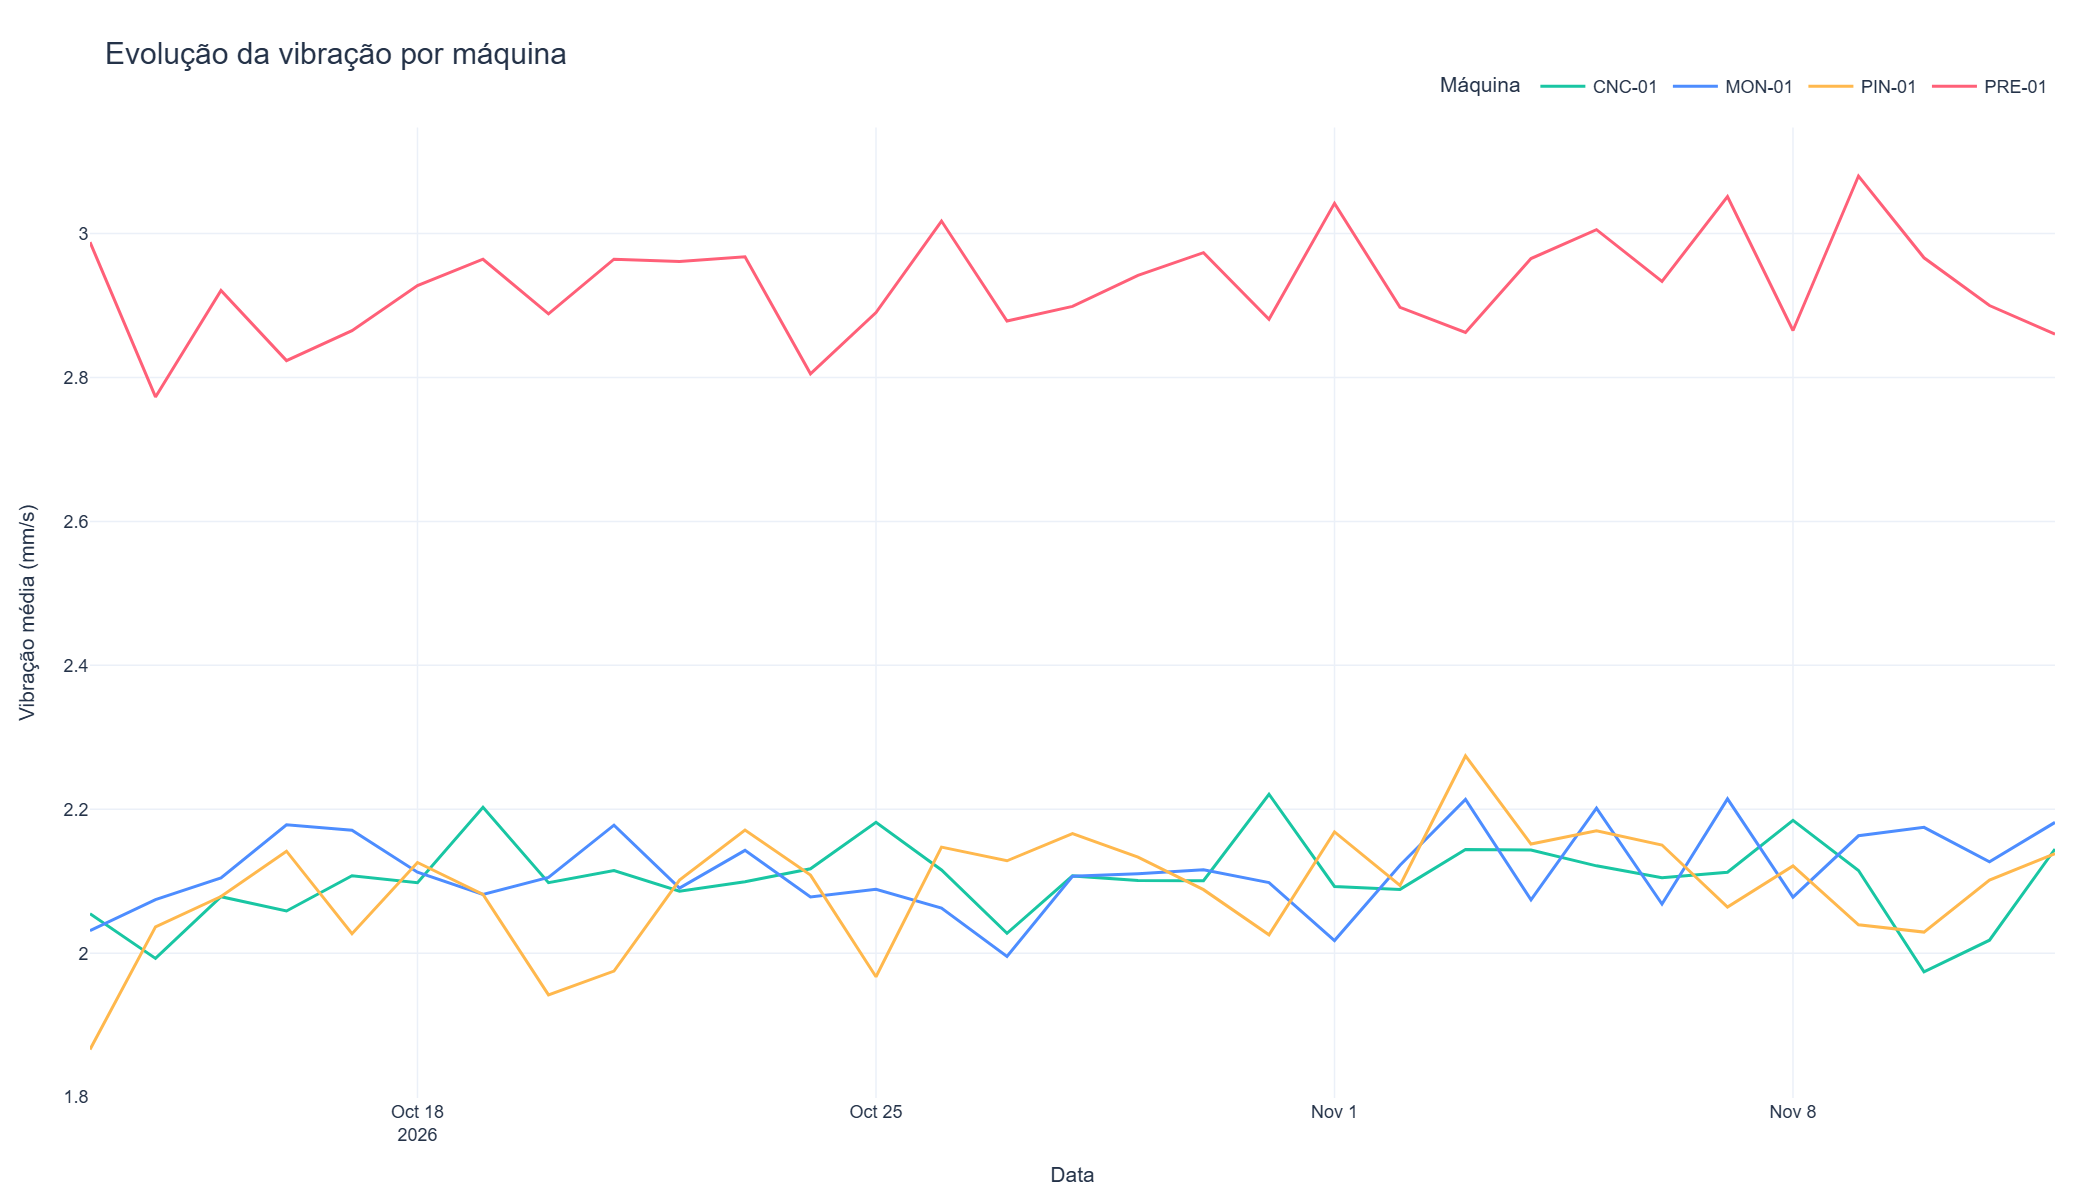 Evolução da vibração por máquina
Máquina CNC-01 MON-01 PIN-01 PRE-01
Vibração média (mm/s)
3
2.8
2.6
2.4
2.2
2
1.8
Oct 18
2026
Oct 25
Nov 1
Nov 8
Data